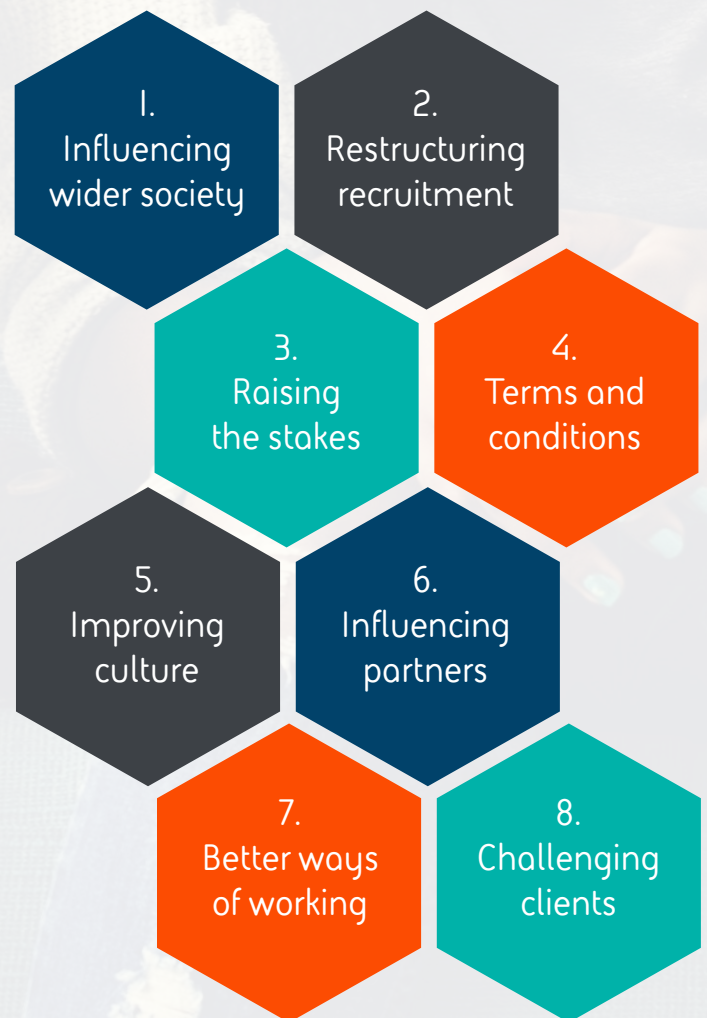 1.
Influencing
wider society
2.
Restructuring
recruitment
3.
Raising
the stakes
4.
Terms and
conditions
5.
Improving
culture
6.
Influencing
partners
7.
Better ways
of working
8.
Challenging
clients